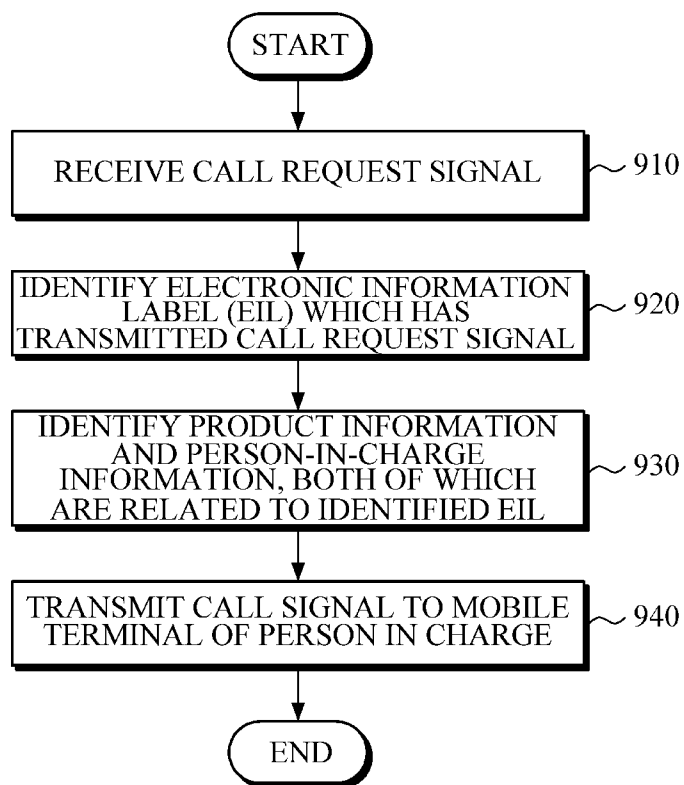 START
RECEIVE CALL REQUEST SIGNAL
910
IDENTIFY ELECTRONIC INFORMATION
LABEL (EIL) WHICH HAS
TRANSMITTED CALL REQUEST SIGNAL
920
IDENTIFY PRODUCT INFORMATION
AND PERSON-IN-CHARGE
INFORMATION, BOTH OF WHICH
ARE RELATED TO IDENTIFIED EIL
930
TRANSMIT CALL SIGNAL TO MOBILE
TERMINAL OF PERSON IN CHARGE
940
END